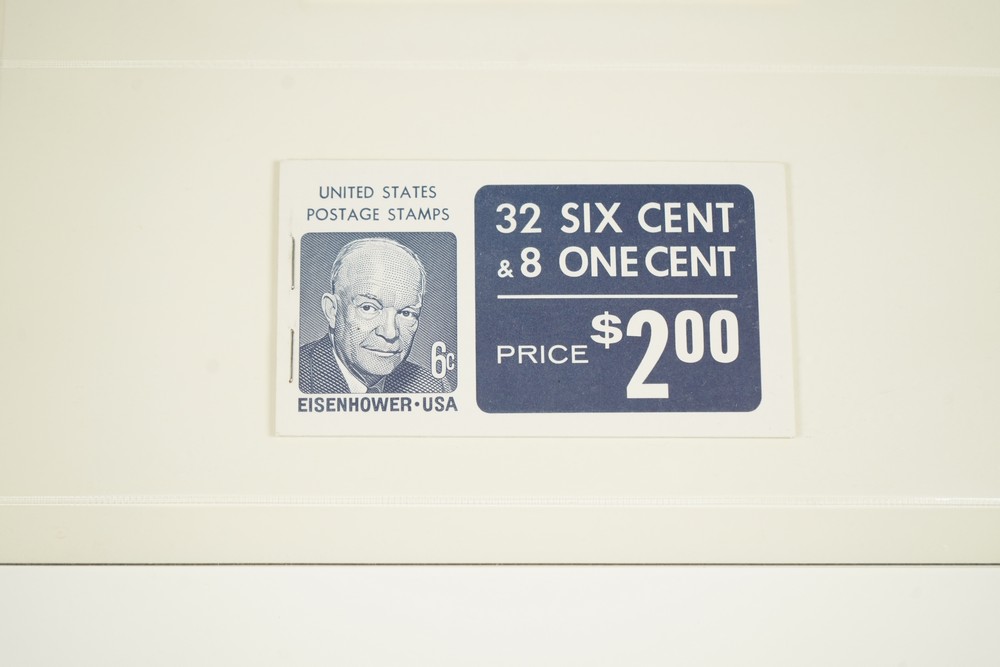 UNITED STATES
POSTAGE STAMPS
6c
EISENHOWER·USA
32 SIX CENT
& 8 ONE CENT
PRICE $2.00